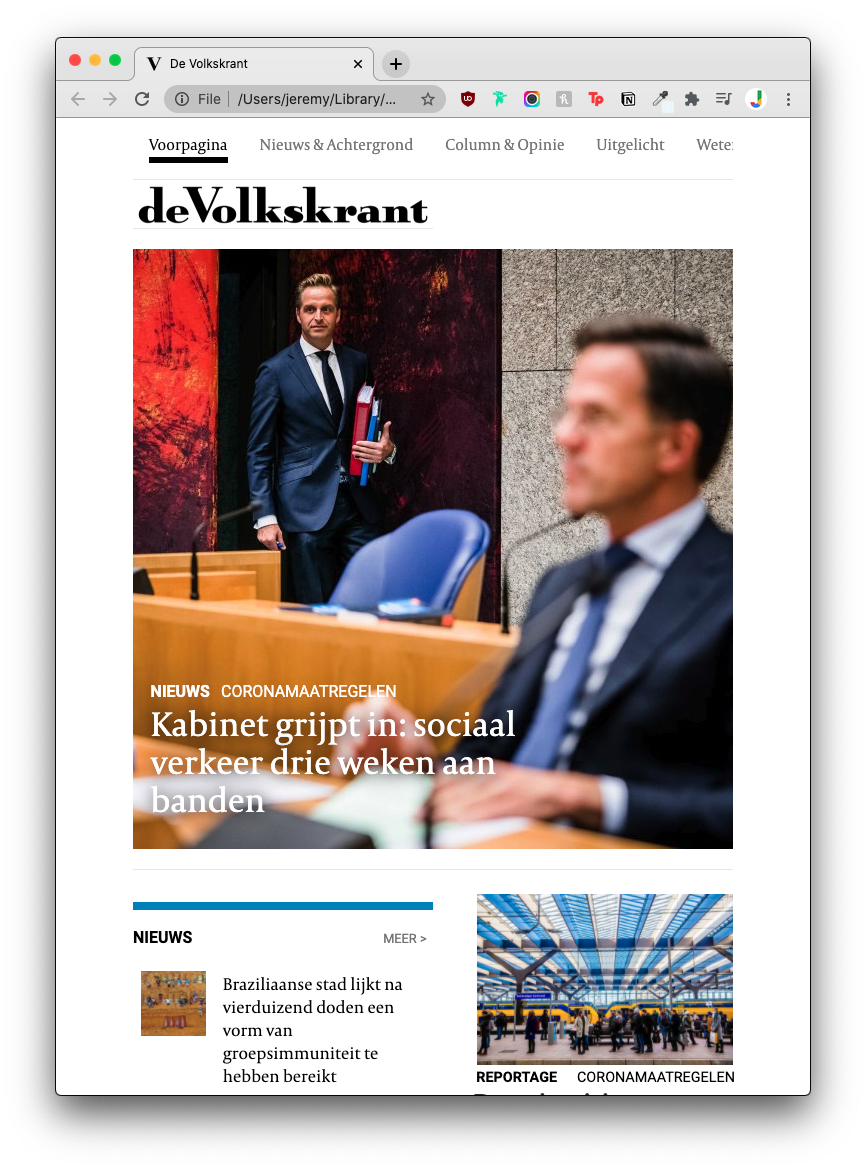 De Volkskrant
File
/Users/jeremy/Library/...
Voorpagina
Nieuws & Achtergrond
Column & Opinie
Uitgelicht
Wete
deVolkskrant
NIEUWS CORONAMAATREGELEN
Kabinet grijpt in: sociaal
verkeer drie weken aan
banden
NIEUWS
MEER >
Braziliaanse stad lijkt na
vierduizend doden een
vorm van
groepsimmuniteit te
hebben bereikt
REPORTAGE CORONAMAATREGELEN